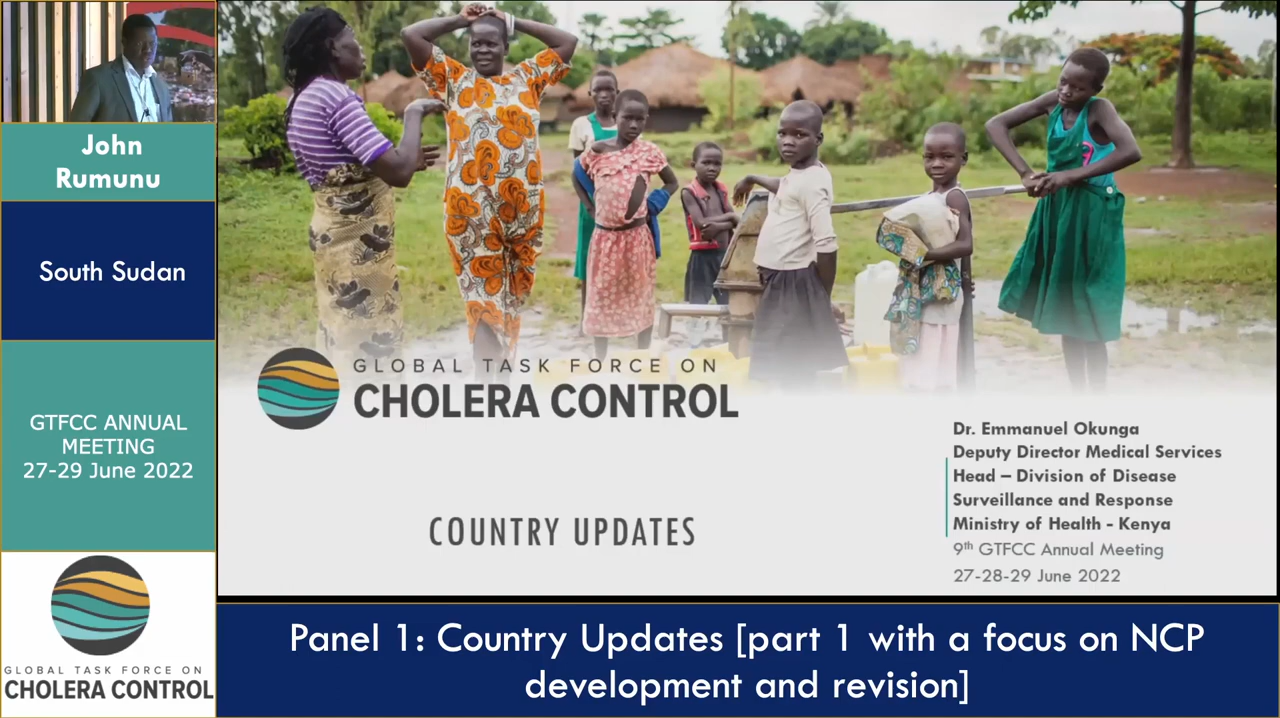 John
Rumunu
South Sudan
GTFCC ANNUAL
MEETING
27-29 June 2022
GLOBAL TASK FORCE ON
CHOLERA CONTROL
GLOBAL TASK FORCE ON
CHOLERA CONTROL
COUNTRY UPDATES
Dr. Emmanuel Okunga
Deputy Director Medical Services
Head – Division of Disease
Surveillance and Response
Ministry of Health - Kenya
9th GTFCC Annual Meeting
27-28-29 June 2022
Panel 1: Country Updates [part 1 with a focus on NCP
development and revision]